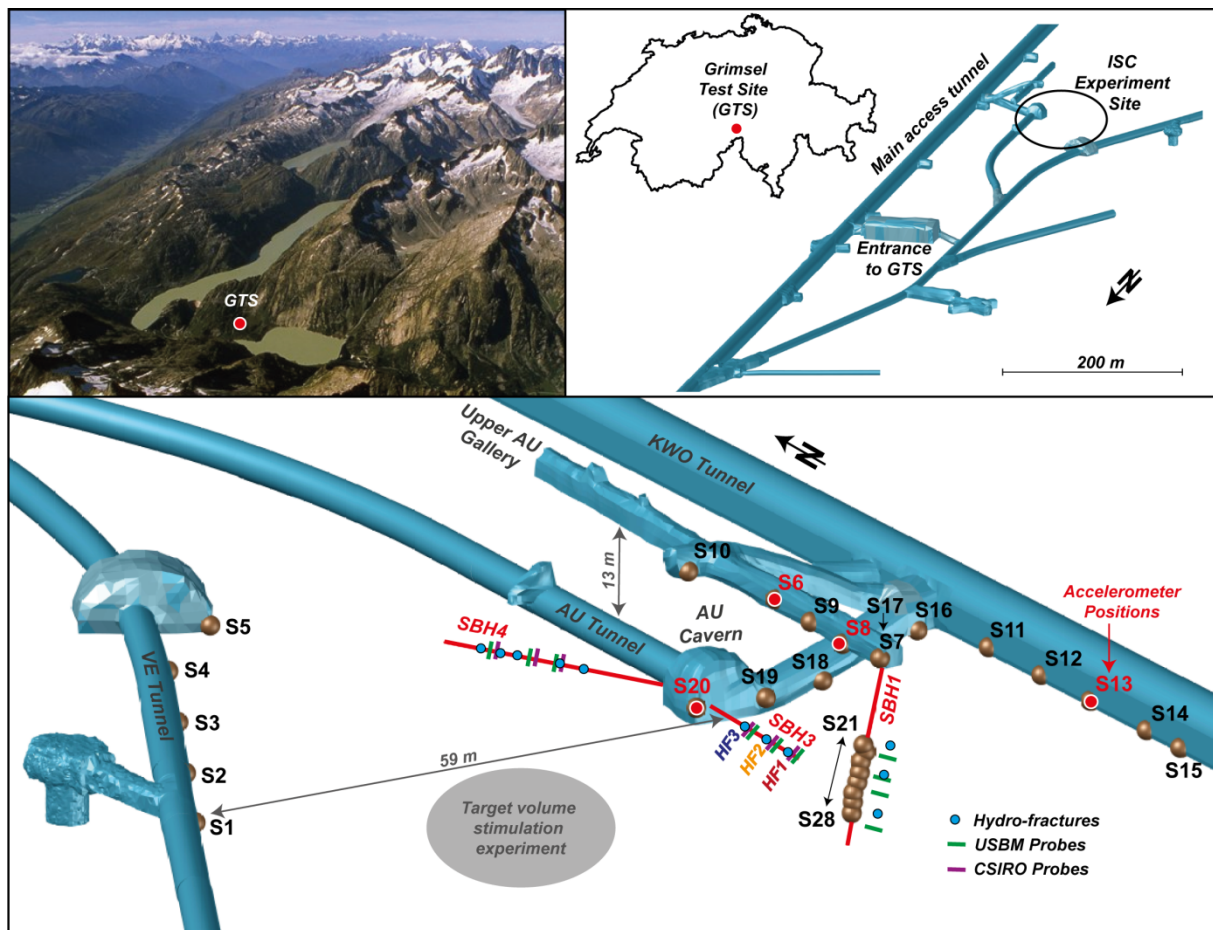 GTS
Grimsel
Test Site
(GTS)
Main access tunnel
ISC
Experiment
Site
Entrance
to GTS
N
200 m
Upper AU
Gallery
KWO Tunnel
N
13 m
S10
S6
S9
S17
S16
S8
S7
S11
Accelerometer
Positions
S12
S13
S14
S15
AU Tunnel
AU
Cavern
S18
S19
S20
SBH4
SBH3
SBH1
HF3
HF2
HF1
S21
S28
S5
S4
S3
S2
S1
VE Tunnel
59 m
Target volume
stimulation
experiment
Hydro-fractures
USBM Probes
CSIRO Probes